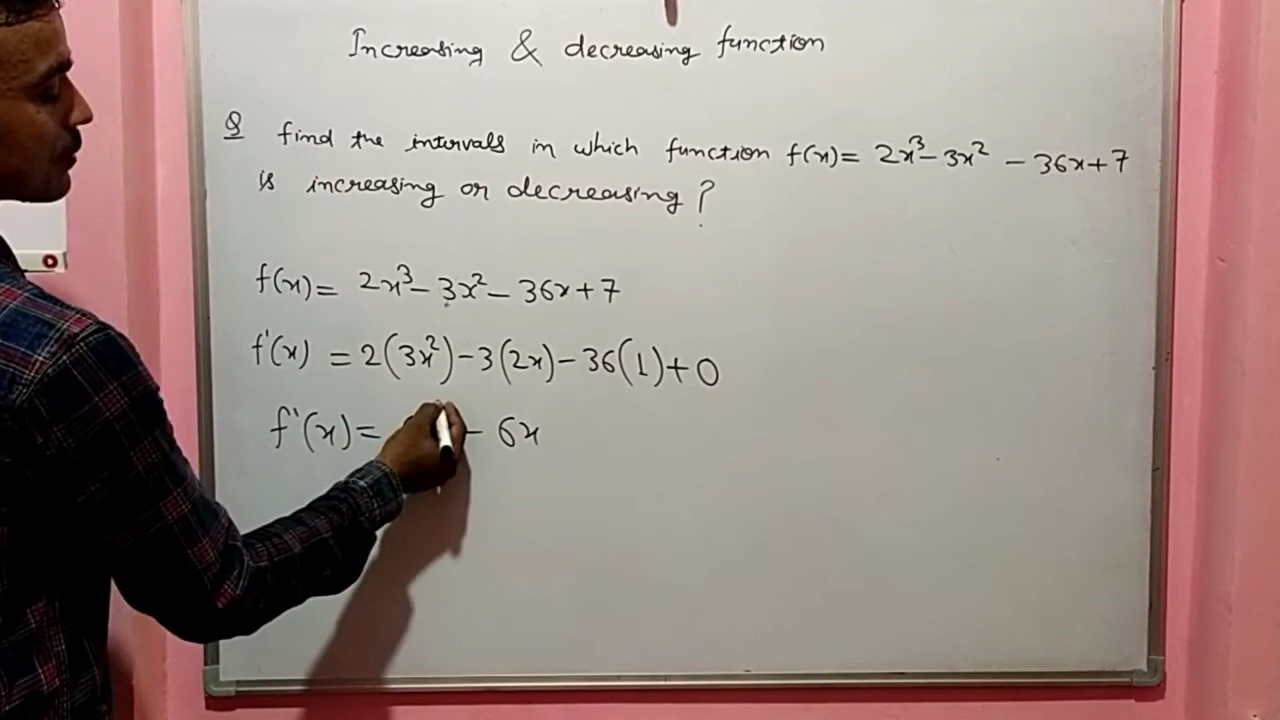 Increasing & decreasing function
Q find the intervals in which function f(x) = 2x³ - 3x² - 36x + 7
is increasing or decreasing ?
f(x) = 2x³ - 3x² - 36x + 7
f'(x) = 2(3x²) - 3(2x) - 36(1) + 0
f'(x) = - 6x